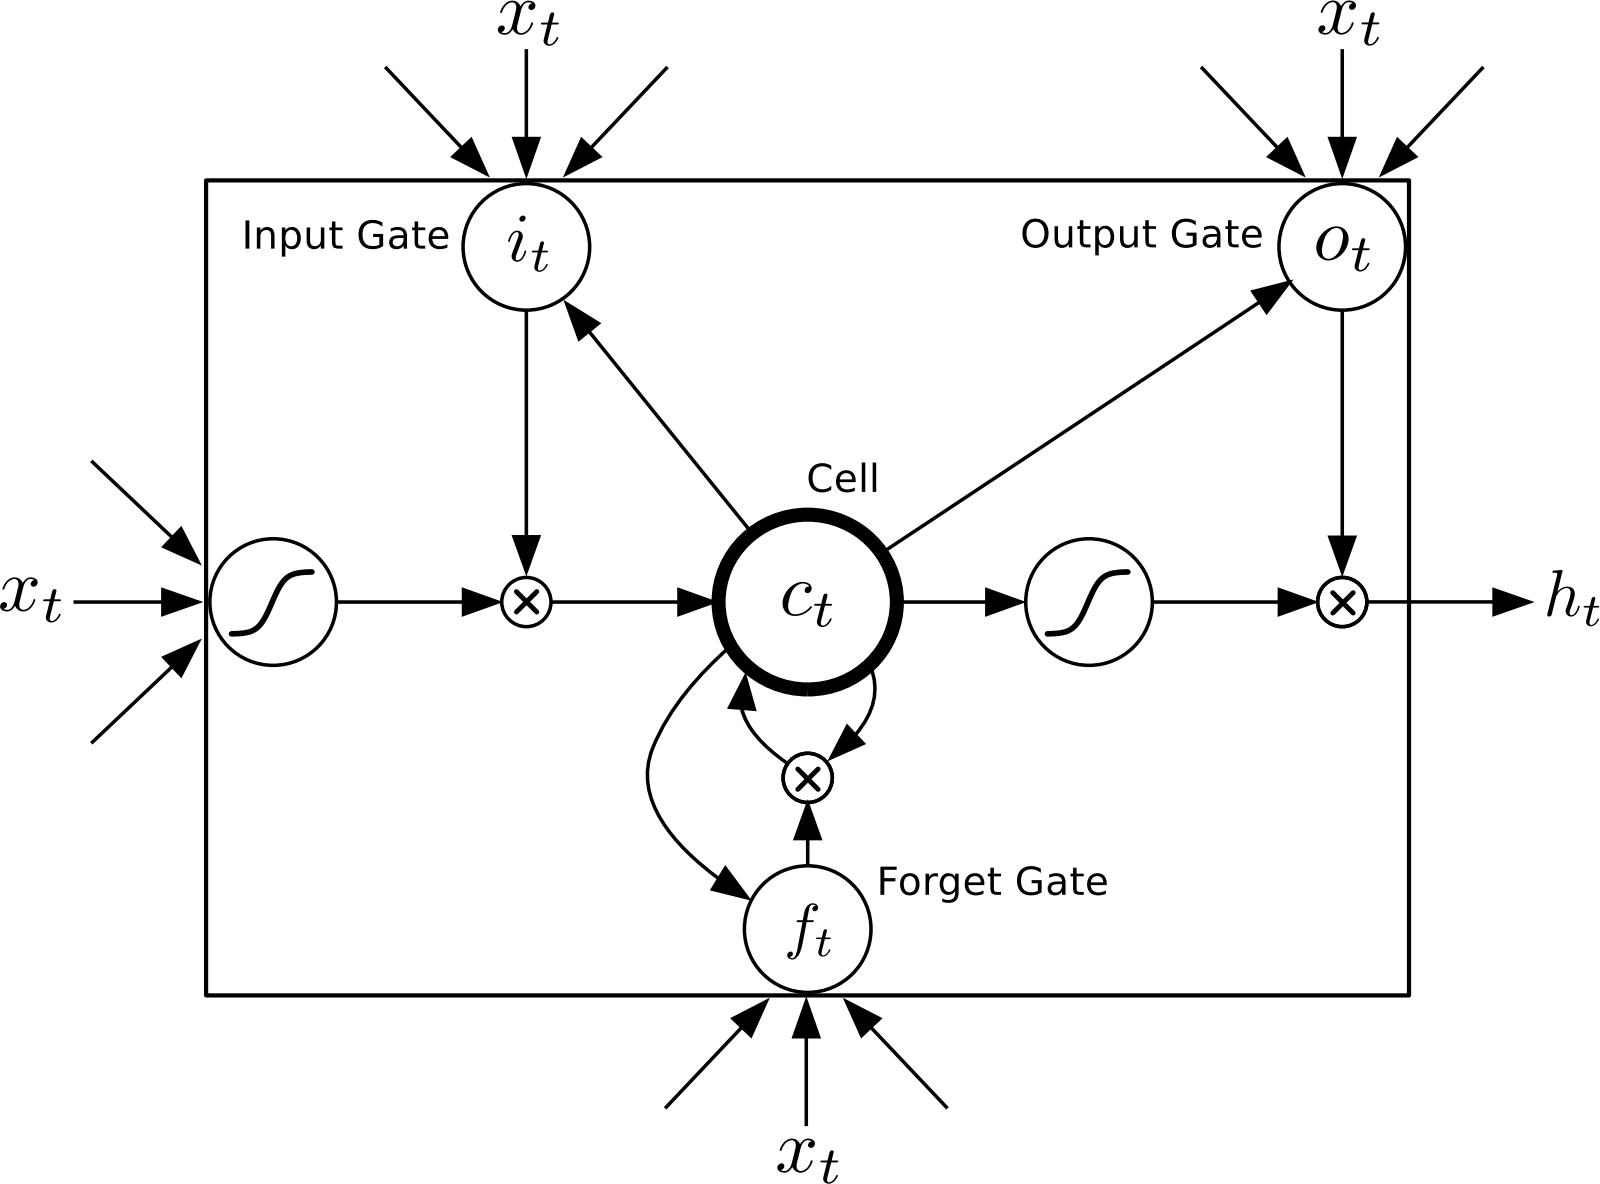 x_t x_t
Input Gate i_t Output Gate o_t
Cell
x_t c_t h_t
Forget Gate
f_t
x_t